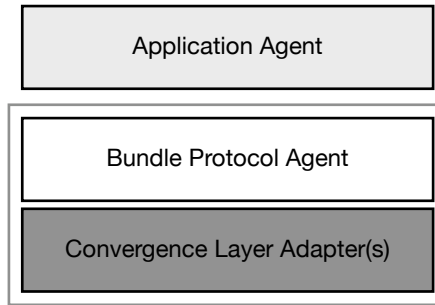 Application Agent
Bundle Protocol Agent
Convergence Layer Adapter(s)